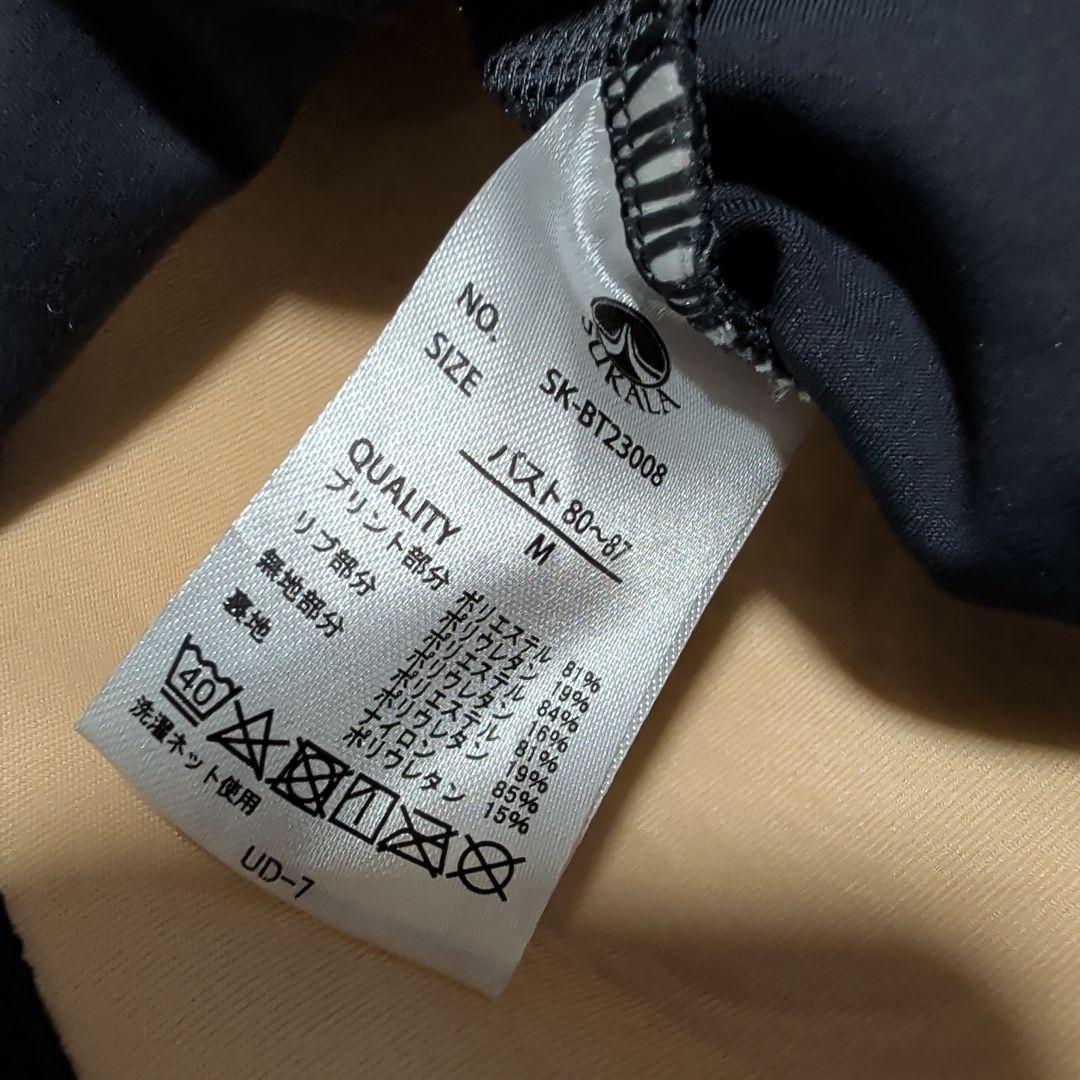 SUKALA
NO. SK-BT23008
SIZE バスト80～87
M
QUALITY
プリント部分 ポリエステル 81%
ポリウレタン 19%
リブ部分 ポリエステル 84%
ポリウレタン 16%
無地部分 ポリエステル 81%
ポリウレタン 19%
裏地 ナイロン 85%
ポリウレタン 15%
40
洗濯ネット使用
UD-7